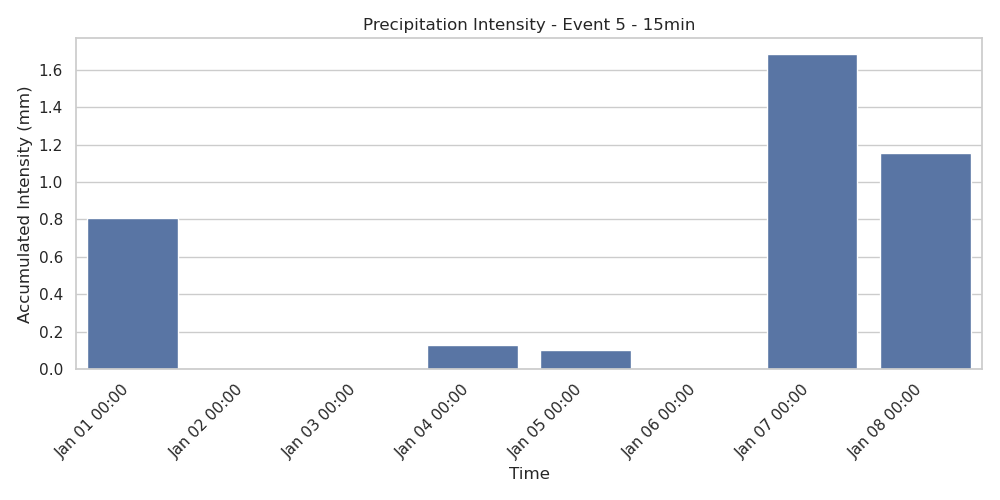 Precipitation Intensity - Event 5 - 15min
Accumulated Intensity (mm)
1.6
1.4
1.2
1.0
0.8
0.6
0.4
0.2
0.0
Jan 01 00:00
Jan 02 00:00
Jan 03 00:00
Jan 04 00:00
Jan 05 00:00
Jan 06 00:00
Jan 07 00:00
Jan 08 00:00
Time